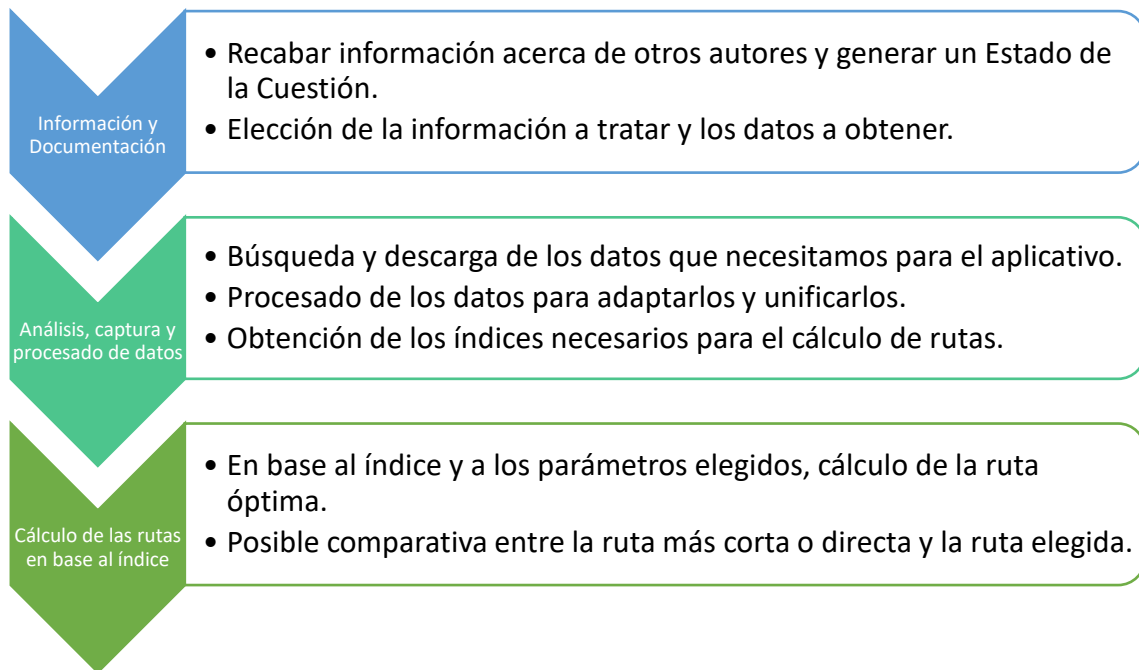 Información y
Documentación
• Recabar información acerca de otros autores y generar un Estado de
la Cuestión.
• Elección de la información a tratar y los datos a obtener.
Análisis, captura y
procesado de datos
• Búsqueda y descarga de los datos que necesitamos para el aplicativo.
• Procesado de los datos para adaptarlos y unificarlos.
• Obtención de los índices necesarios para el cálculo de rutas.
Cálculo de las rutas
en base al índice
• En base al índice y a los parámetros elegidos, cálculo de la ruta
óptima.
• Posible comparativa entre la ruta más corta o directa y la ruta elegida.